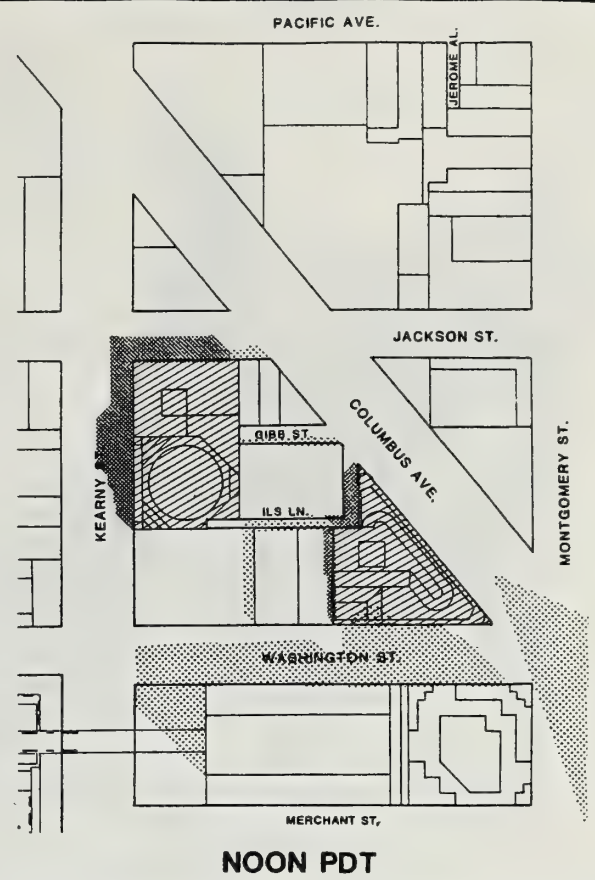 PACIFIC AVE.
JEROME AL.
JACKSON ST.
COLUMBUS AVE.
GIBB ST.
KEARNY ST.
ILS LN.
MONTGOMERY ST.
WASHINGTON ST.
MERCHANT ST.
NOON PDT